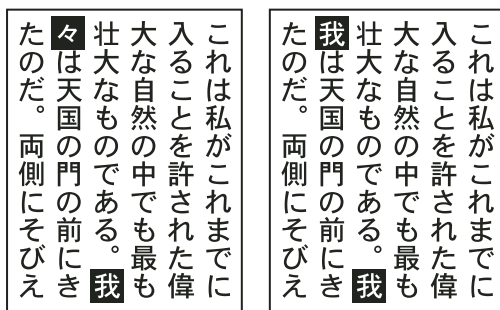 これは私がこれまでに
入ることを許された偉
大な自然の中でも最も
壮大なものである。我
々は天国の門の前にき
たのだ。両側にそびえ
これは私がこれまでに
入ることを許された偉
大な自然の中でも最も
壮大なものである。我
我は天国の門の前にき
たのだ。両側にそびえ